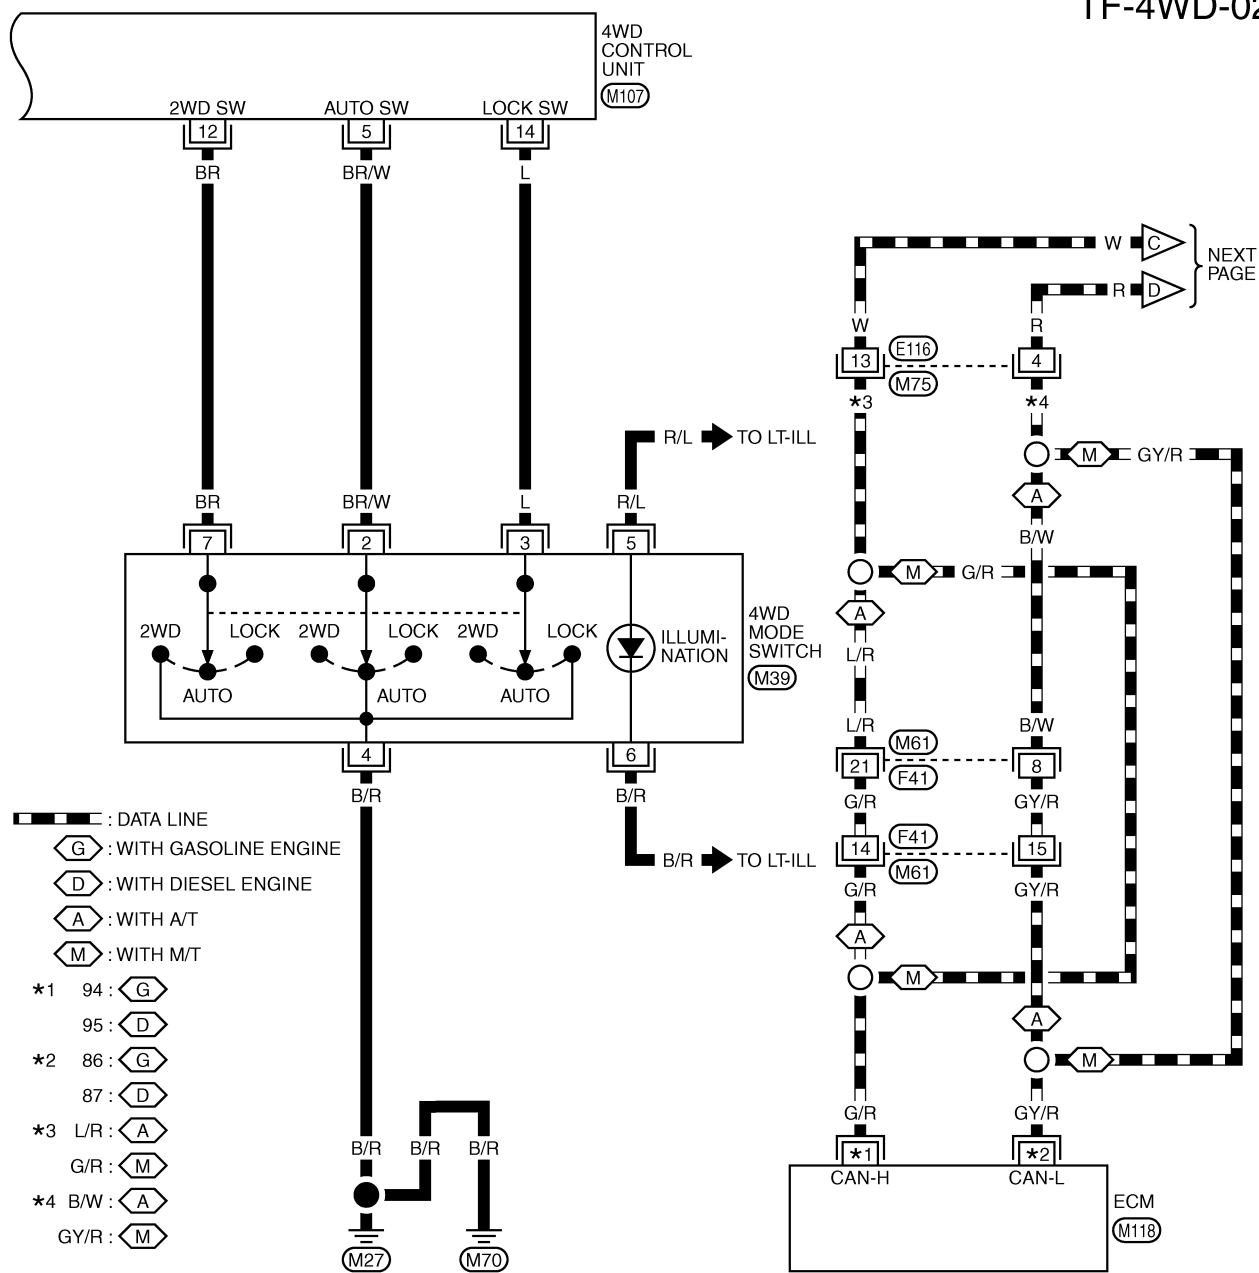 TF-4WD-02
4WD
CONTROL
UNIT
M107
2WD SW
AUTO SW
LOCK SW
12
5
14
BR
BR/W
L
W
C
R
D
NEXT
PAGE
W
R
13
E116
M75
4
*3
*4
R/L
TO LT-ILL
M
GY/R
A
BR
BR/W
L
R/L
7
2
3
5
B/W
M
G/R
A
2WD
LOCK
2WD
LOCK
2WD
LOCK
AUTO
AUTO
AUTO
ILLUMI-
NATION
4WD
MODE
SWITCH
M39
L/R
L/R
B/W
4
6
B/R
B/R
21
M61
F41
8
G/R
GY/R
B/R
TO LT-ILL
14
F41
M61
15
G/R
GY/R
A
M
A
M
: DATA LINE
G : WITH GASOLINE ENGINE
D : WITH DIESEL ENGINE
A : WITH A/T
M : WITH M/T
*1 94 : G
95 : D
*2 86 : G
87 : D
*3 L/R : A
G/R : M
*4 B/W : A
GY/R : M
B/R
B/R
B/R
M27
M70
G/R
GY/R
*1
*2
CAN-H
CAN-L
ECM
M118